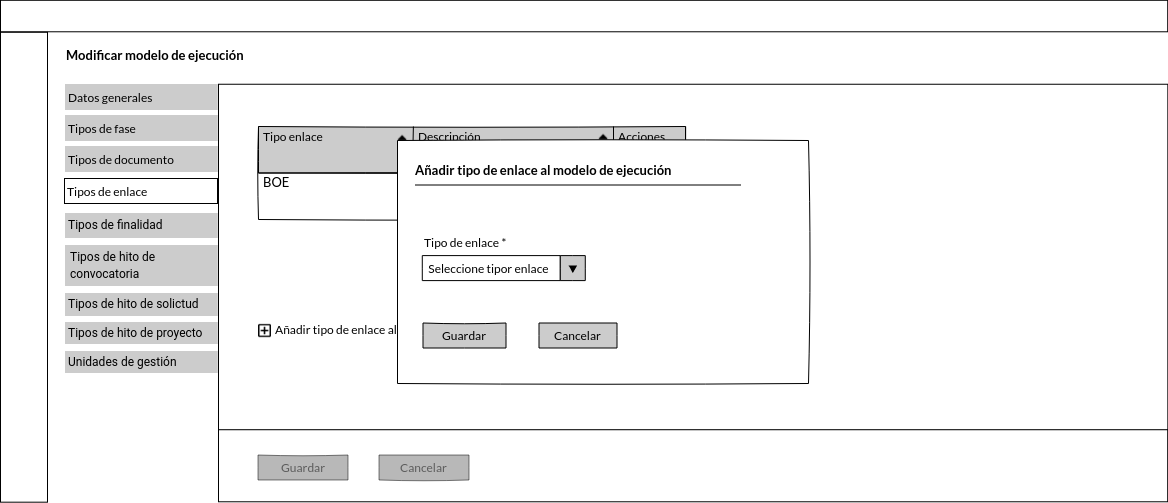 Modificar modelo de ejecución
Datos generales
Tipos de fase
Tipos de documento
Tipos de enlace
Tipos de finalidad
Tipos de hito de
convocatoria
Tipos de hito de solictud
Tipos de hito de proyecto
Unidades de gestión
Tipo enlace
Descripción
Acciones
BOE
Añadir tipo de enlace al
Añadir tipo de enlace al modelo de ejecución
Tipo de enlace *
Seleccione tipor enlace
Guardar
Cancelar
Guardar
Cancelar